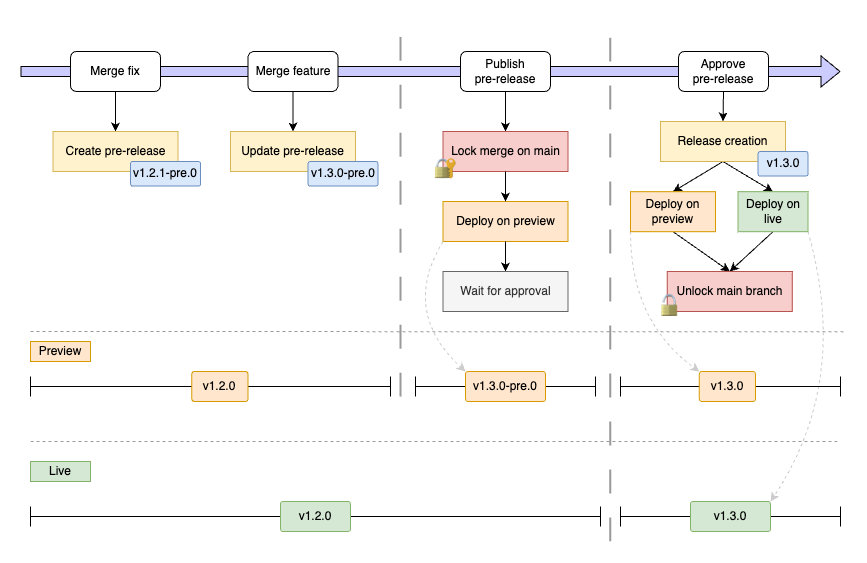 Merge fix
Merge feature
Publish
pre-release
Approve
pre-release
Create pre-release
v1.2.1-pre.0
Update pre-release
v1.3.0-pre.0
Lock merge on main
Release creation
v1.3.0
Deploy on preview
Deploy on
preview
Deploy on
live
Wait for approval
Unlock main branch
Preview
v1.2.0
v1.3.0-pre.0
v1.3.0
Live
v1.2.0
v1.3.0